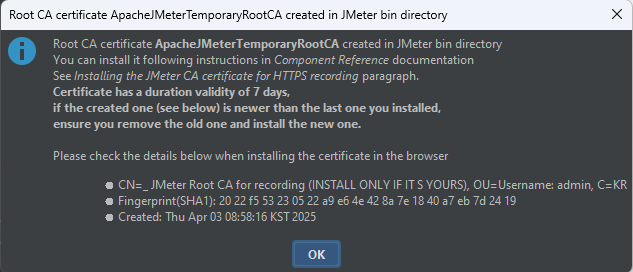 Root CA certificate ApacheJMeterTemporaryRootCA created in JMeter bin directory
Root CA certificate ApacheJMeterTemporaryRootCA created in JMeter bin directory
You can install it following instructions in Component Reference documentation
See Installing the JMeter CA certificate for HTTPS recording paragraph.
Certificate has a duration validity of 7 days,
if the created one (see below) is newer than the last one you installed,
ensure you remove the old one and install the new one.
Please check the details below when installing the certificate in the browser
● CN=_ JMeter Root CA for recording (INSTALL ONLY IF IT S YOURS), OU=Username: admin, C=KR
● Fingerprint(SHA1): 20 22 f5 53 23 05 22 a9 e6 4e 42 8a 7e 18 40 a7 eb 7d 24 19
● Created: Thu Apr 03 08:58:16 KST 2025
OK